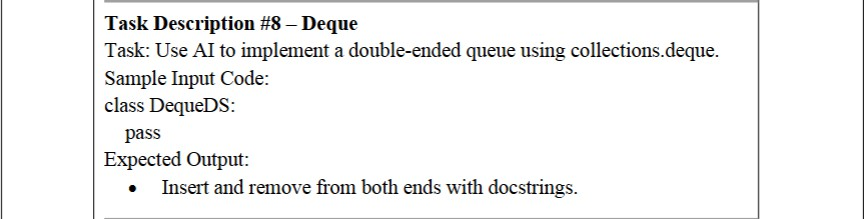 Task Description #8 – Deque
Task: Use AI to implement a double-ended queue using collections.deque.
Sample Input Code:
class DequeDS:
pass
Expected Output:
• Insert and remove from both ends with docstrings.